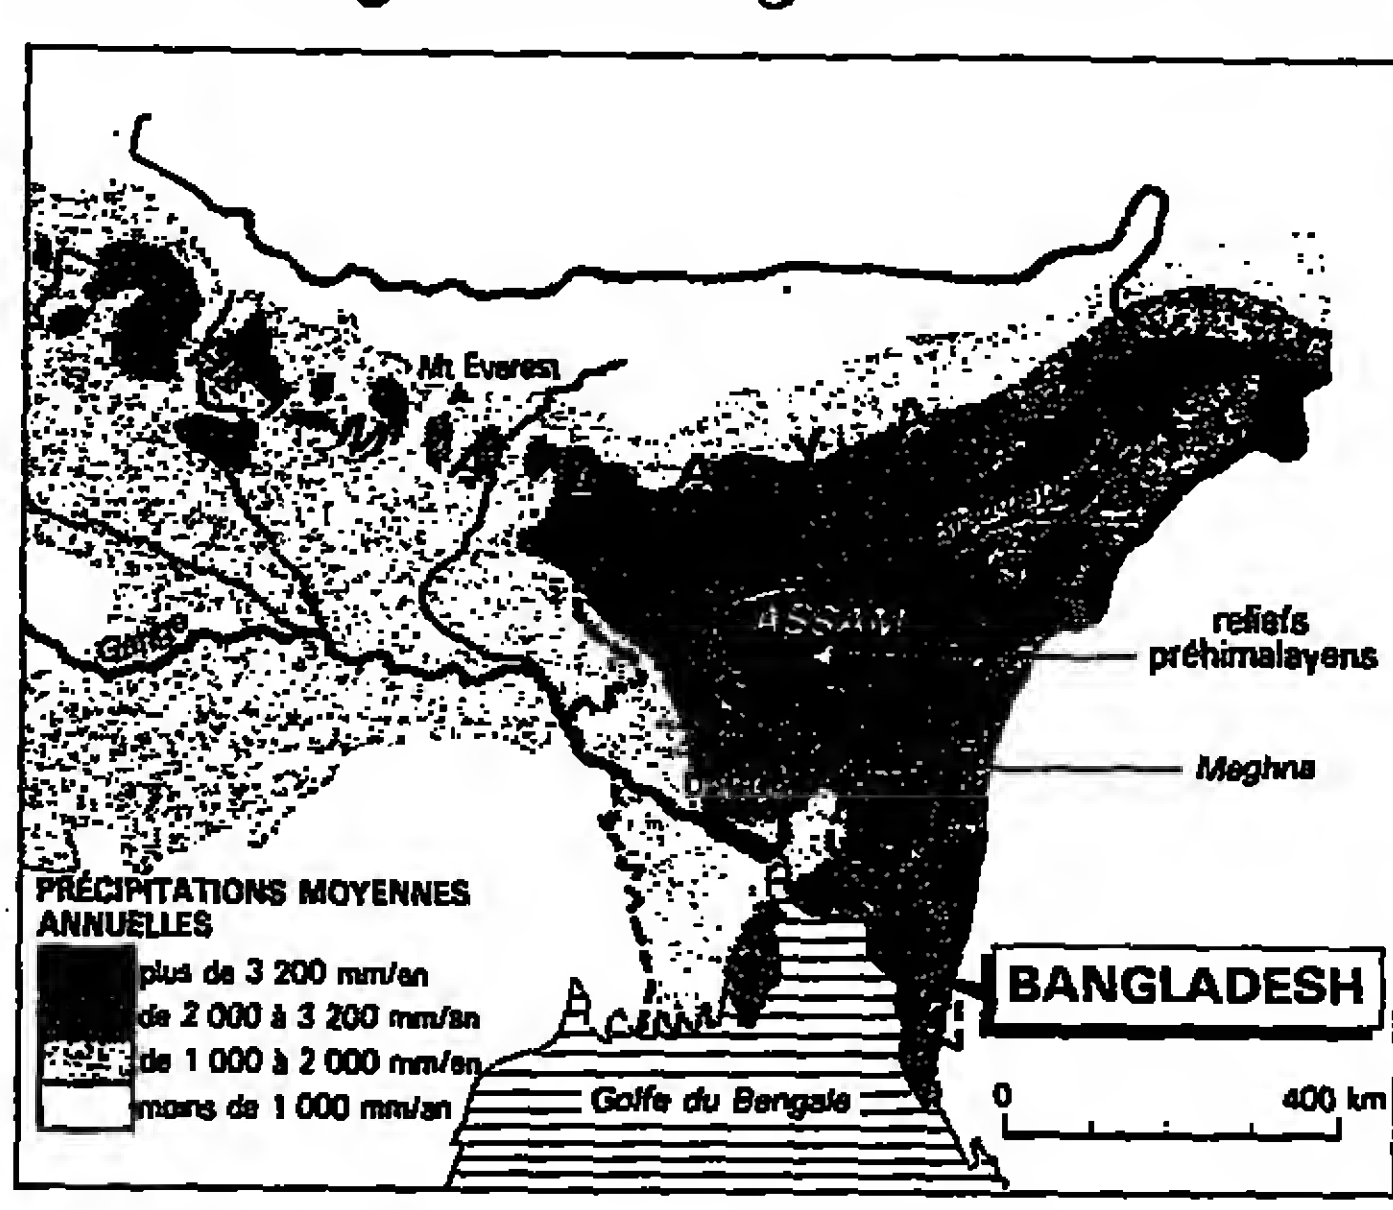 Mt Everest
Gange
ASSAM
reliefs
préhimalayens
Meghna
PRÉCIPITATIONS MOYENNES
ANNUELLES
plus de 3 200 mm/an
de 2 000 à 3 200 mm/an
de 1 000 à 2 000 mm/an
moins de 1 000 mm/an
BANGLADESH
Golfe du Bengale
0 400 km